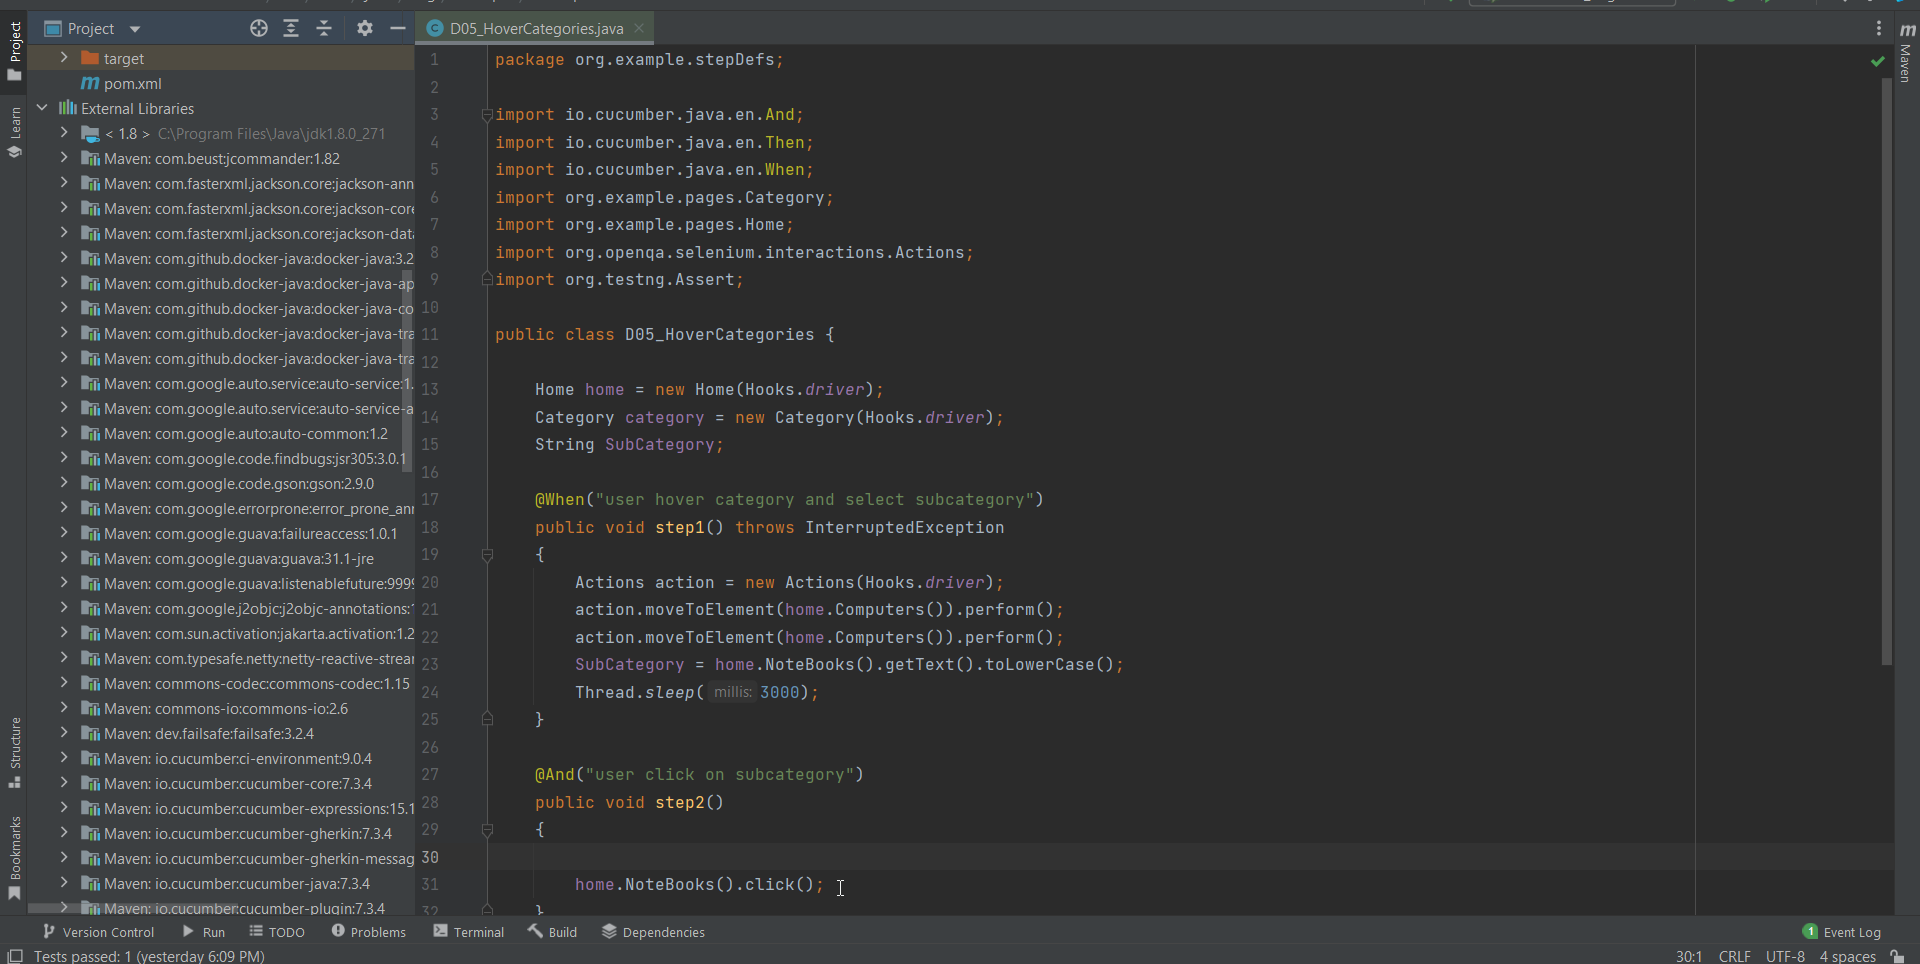 Project
D05_HoverCategories.java
Project
Learn
Structure
Bookmarks
m
Maven
target
m pom.xml
External Libraries
< 1.8 > C:\Program Files\Java\jdk1.8.0_271
Maven: com.beust:jcommander:1.82
Maven: com.fasterxml.jackson.core:jackson-ann
Maven: com.fasterxml.jackson.core:jackson-core
Maven: com.fasterxml.jackson.core:jackson-data
Maven: com.github.docker-java:docker-java:3.2
Maven: com.github.docker-java:docker-java-ap
Maven: com.github.docker-java:docker-java-co
Maven: com.github.docker-java:docker-java-tra
Maven: com.github.docker-java:docker-java-tra
Maven: com.google.auto.service:auto-service:1.
Maven: com.google.auto.service:auto-service-a
Maven: com.google.auto:auto-common:1.2
Maven: com.google.code.findbugs:jsr305:3.0.1
Maven: com.google.code.gson:gson:2.9.0
Maven: com.google.errorprone:error_prone_ann
Maven: com.google.guava:failureaccess:1.0.1
Maven: com.google.guava:guava:31.1-jre
Maven: com.google.guava:listenablefuture:9999
Maven: com.google.j2objc:j2objc-annotations:1
Maven: com.sun.activation:jakarta.activation:1.2
Maven: com.typesafe.netty:netty-reactive-strear
Maven: commons-codec:commons-codec:1.15
Maven: commons-io:commons-io:2.6
Maven: dev.failsafe:failsafe:3.2.4
Maven: io.cucumber:ci-environment:9.0.4
Maven: io.cucumber:cucumber-core:7.3.4
Maven: io.cucumber:cucumber-expressions:15.1
Maven: io.cucumber:cucumber-gherkin:7.3.4
Maven: io.cucumber:cucumber-gherkin-messag
Maven: io.cucumber:cucumber-java:7.3.4
Maven: io.cucumber:cucumber-plugin:7.3.4
1 package org.example.stepDefs;
2
3 import io.cucumber.java.en.And;
4 import io.cucumber.java.en.Then;
5 import io.cucumber.java.en.When;
6 import org.example.pages.Category;
7 import org.example.pages.Home;
8 import org.openqa.selenium.interactions.Actions;
9 import org.testng.Assert;
10
11 public class D05_HoverCategories {
12
13 Home home = new Home(Hooks.driver);
14 Category category = new Category(Hooks.driver);
15 String SubCategory;
16
17 @When("user hover category and select subcategory")
18 public void step1() throws InterruptedException
19 {
20 Actions action = new Actions(Hooks.driver);
21 action.moveToElement(home.Computers()).perform();
22 action.moveToElement(home.Computers()).perform();
23 SubCategory = home.NoteBooks().getText().toLowerCase();
24 Thread.sleep( millis: 3000);
25 }
26
27 @And("user click on subcategory")
28 public void step2()
29 {
30
31 home.NoteBooks().click();
32 }
Version Control Run TODO Problems Terminal Build Dependencies 1 Event Log
Tests passed: 1 (yesterday 6:09 PM) 30:1 CRLF UTF-8 4 spaces